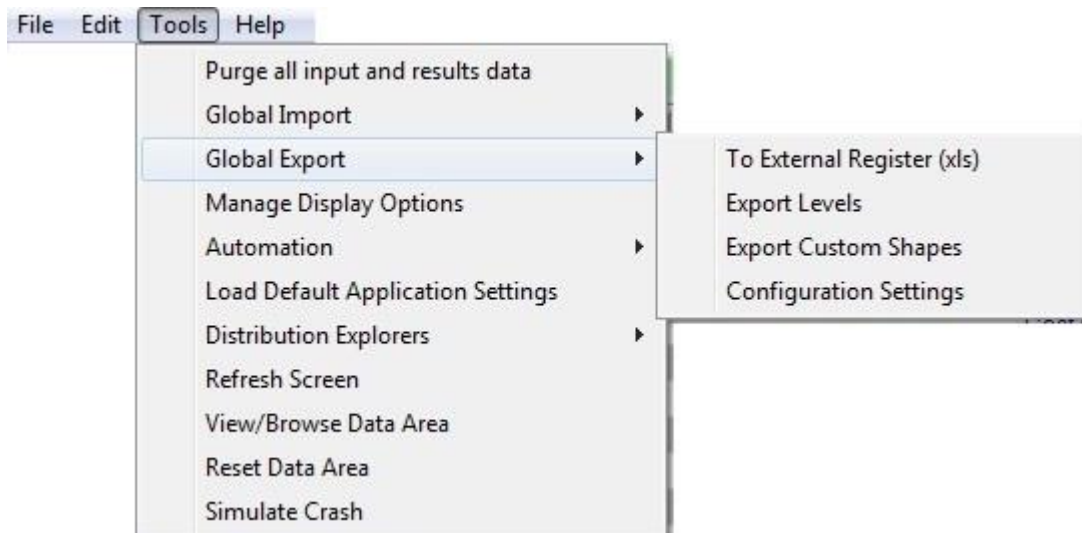 File Edit Tools Help
Purge all input and results data
Global Import
Global Export
To External Register (xls)
Export Levels
Export Custom Shapes
Configuration Settings
Manage Display Options
Automation
Load Default Application Settings
Distribution Explorers
Refresh Screen
View/Browse Data Area
Reset Data Area
Simulate Crash